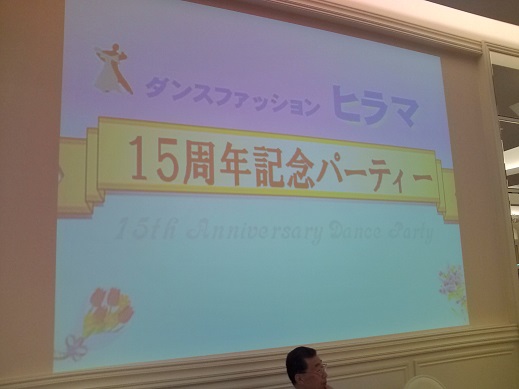 ダンスファッション ヒラマ
15周年記念パーティー
15th Anniversary Dance Party